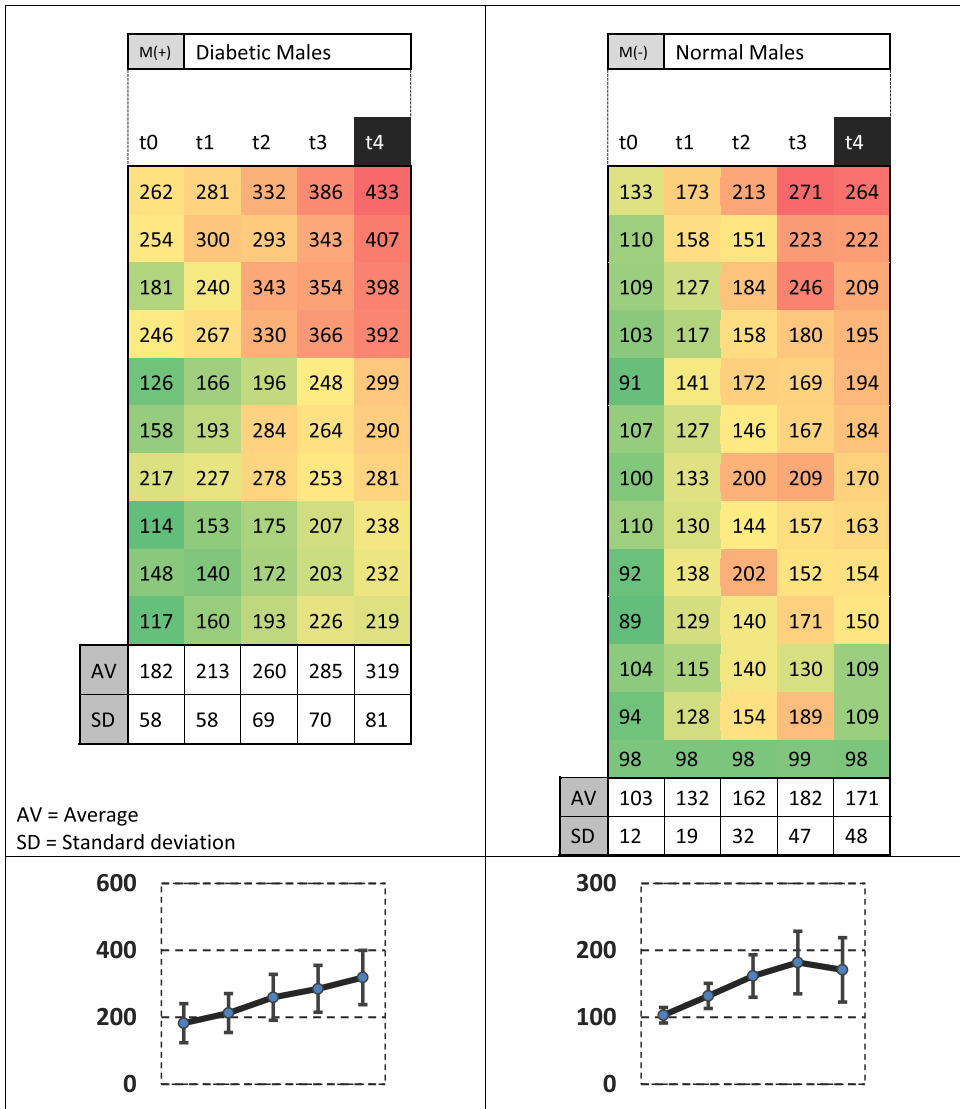 M(+) Diabetic Males
t0 t1 t2 t3 t4
262 281 332 386 433
254 300 293 343 407
181 240 343 354 398
246 267 330 366 392
126 166 196 248 299
158 193 284 264 290
217 227 278 253 281
114 153 175 207 238
148 140 172 203 232
117 160 193 226 219
AV 182 213 260 285 319
SD 58 58 69 70 81
AV = Average
SD = Standard deviation
M(-) Normal Males
t0 t1 t2 t3 t4
133 173 213 271 264
110 158 151 223 222
109 127 184 246 209
103 117 158 180 195
91 141 172 169 194
107 127 146 167 184
100 133 200 209 170
110 130 144 157 163
92 138 202 152 154
89 129 140 171 150
104 115 140 130 109
94 128 154 189 109
98 98 98 99 98
AV 103 132 162 182 171
SD 12 19 32 47 48
600
400
200
0
300
200
100
0